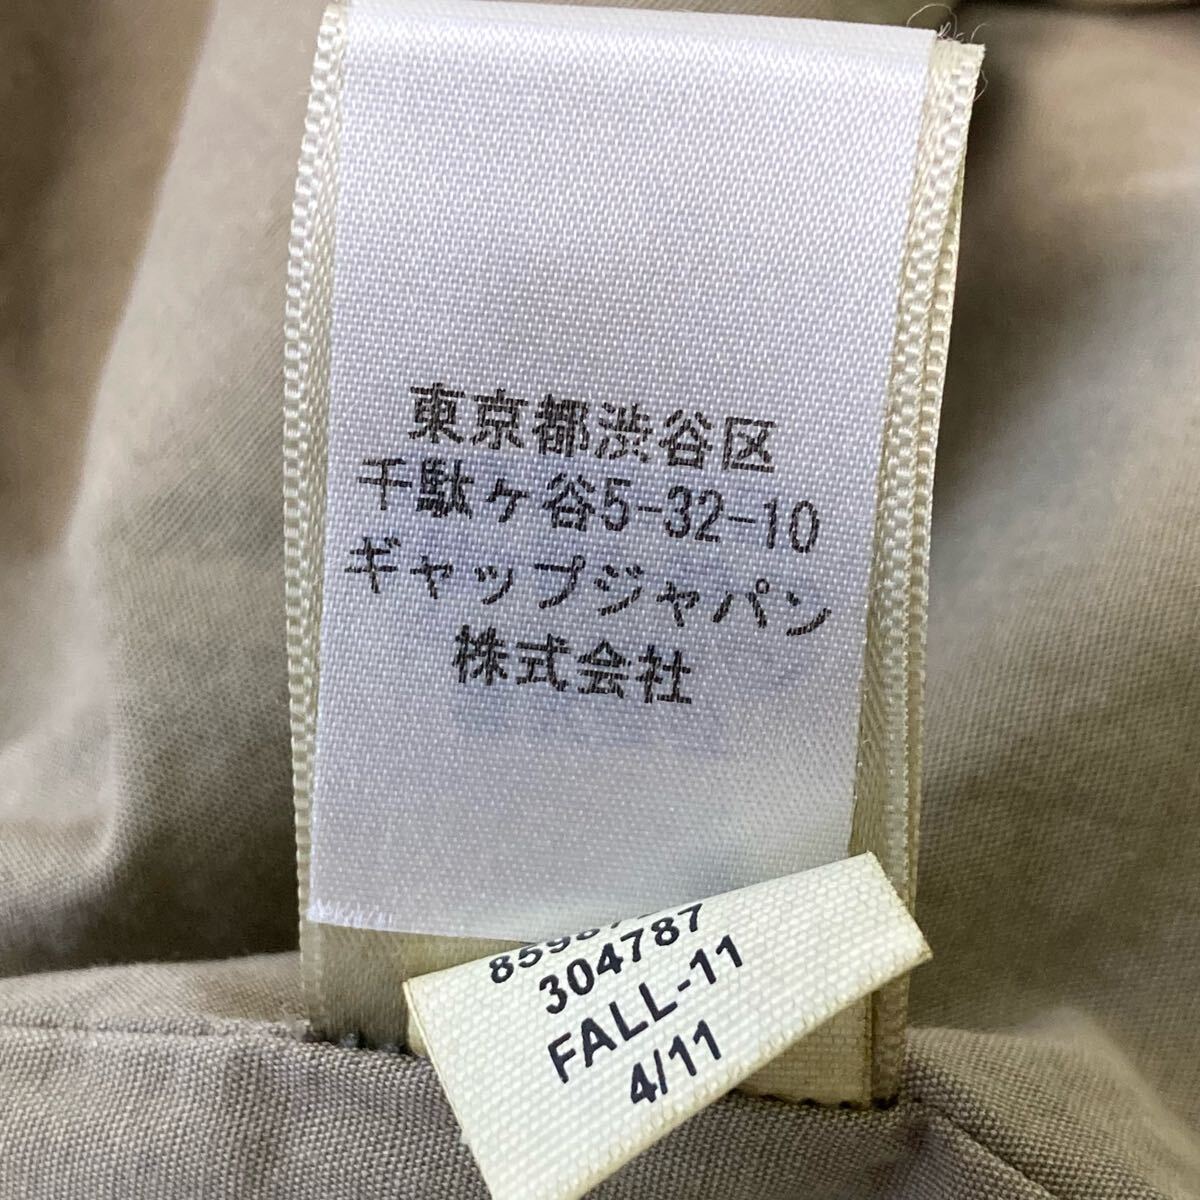 東京都渋谷区
千駄ケ谷5-32-10
ギャップジャパン
株式会社
304787
FALL-11
4/11